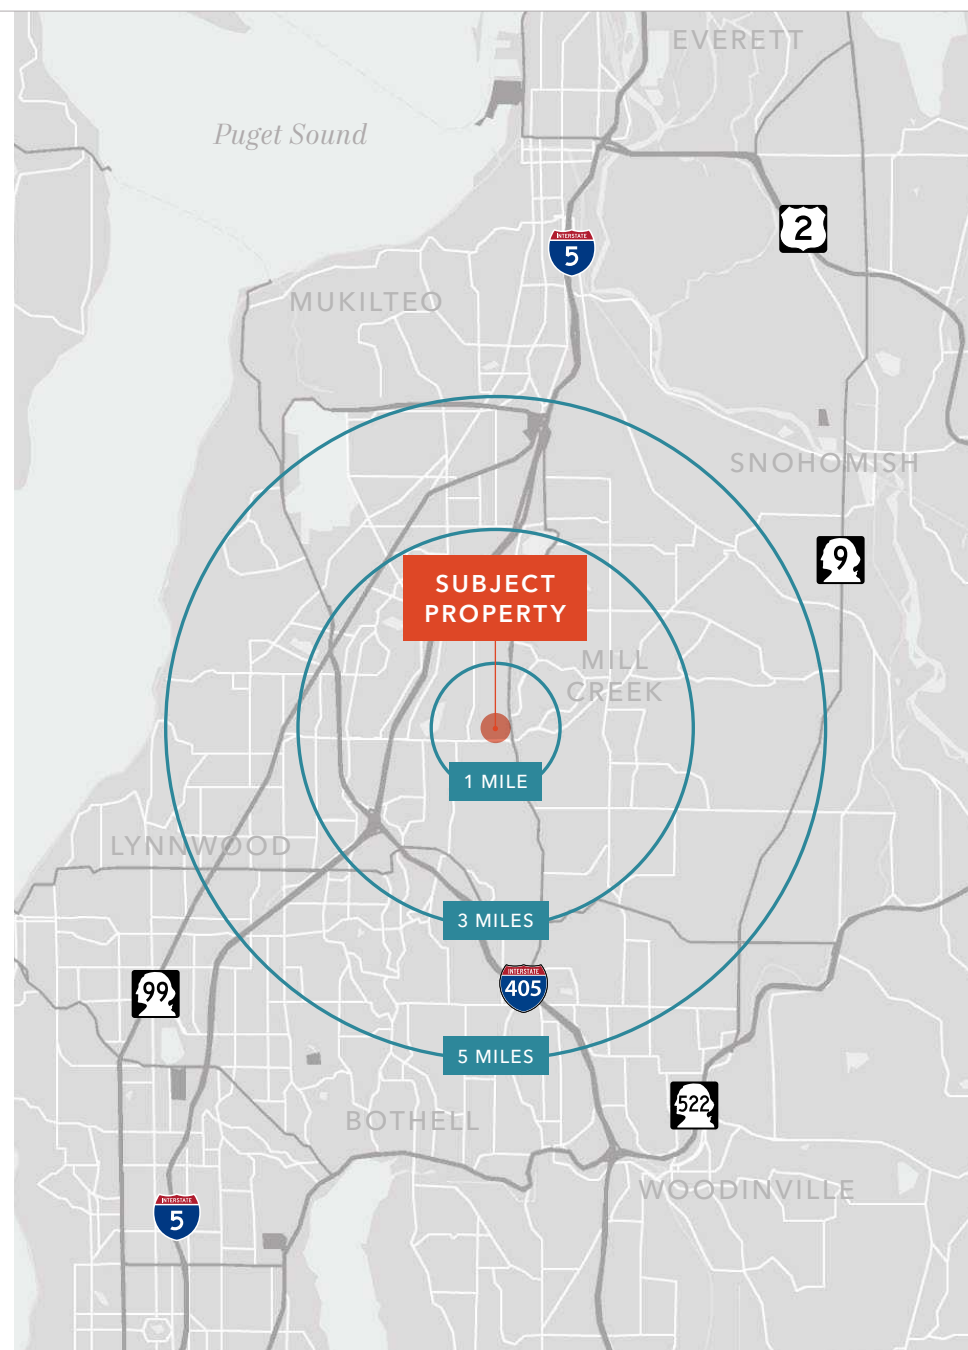 EVERETT
Puget Sound
2
INTERSTATE
5
MUKILTEO
SNOHOMISH
9
SUBJECT
PROPERTY
MILL
CREEK
1 MILE
LYNNWOOD
3 MILES
INTERSTATE
405
99
5 MILES
522
BOTHELL
WOODINVILLE
INTERSTATE
5